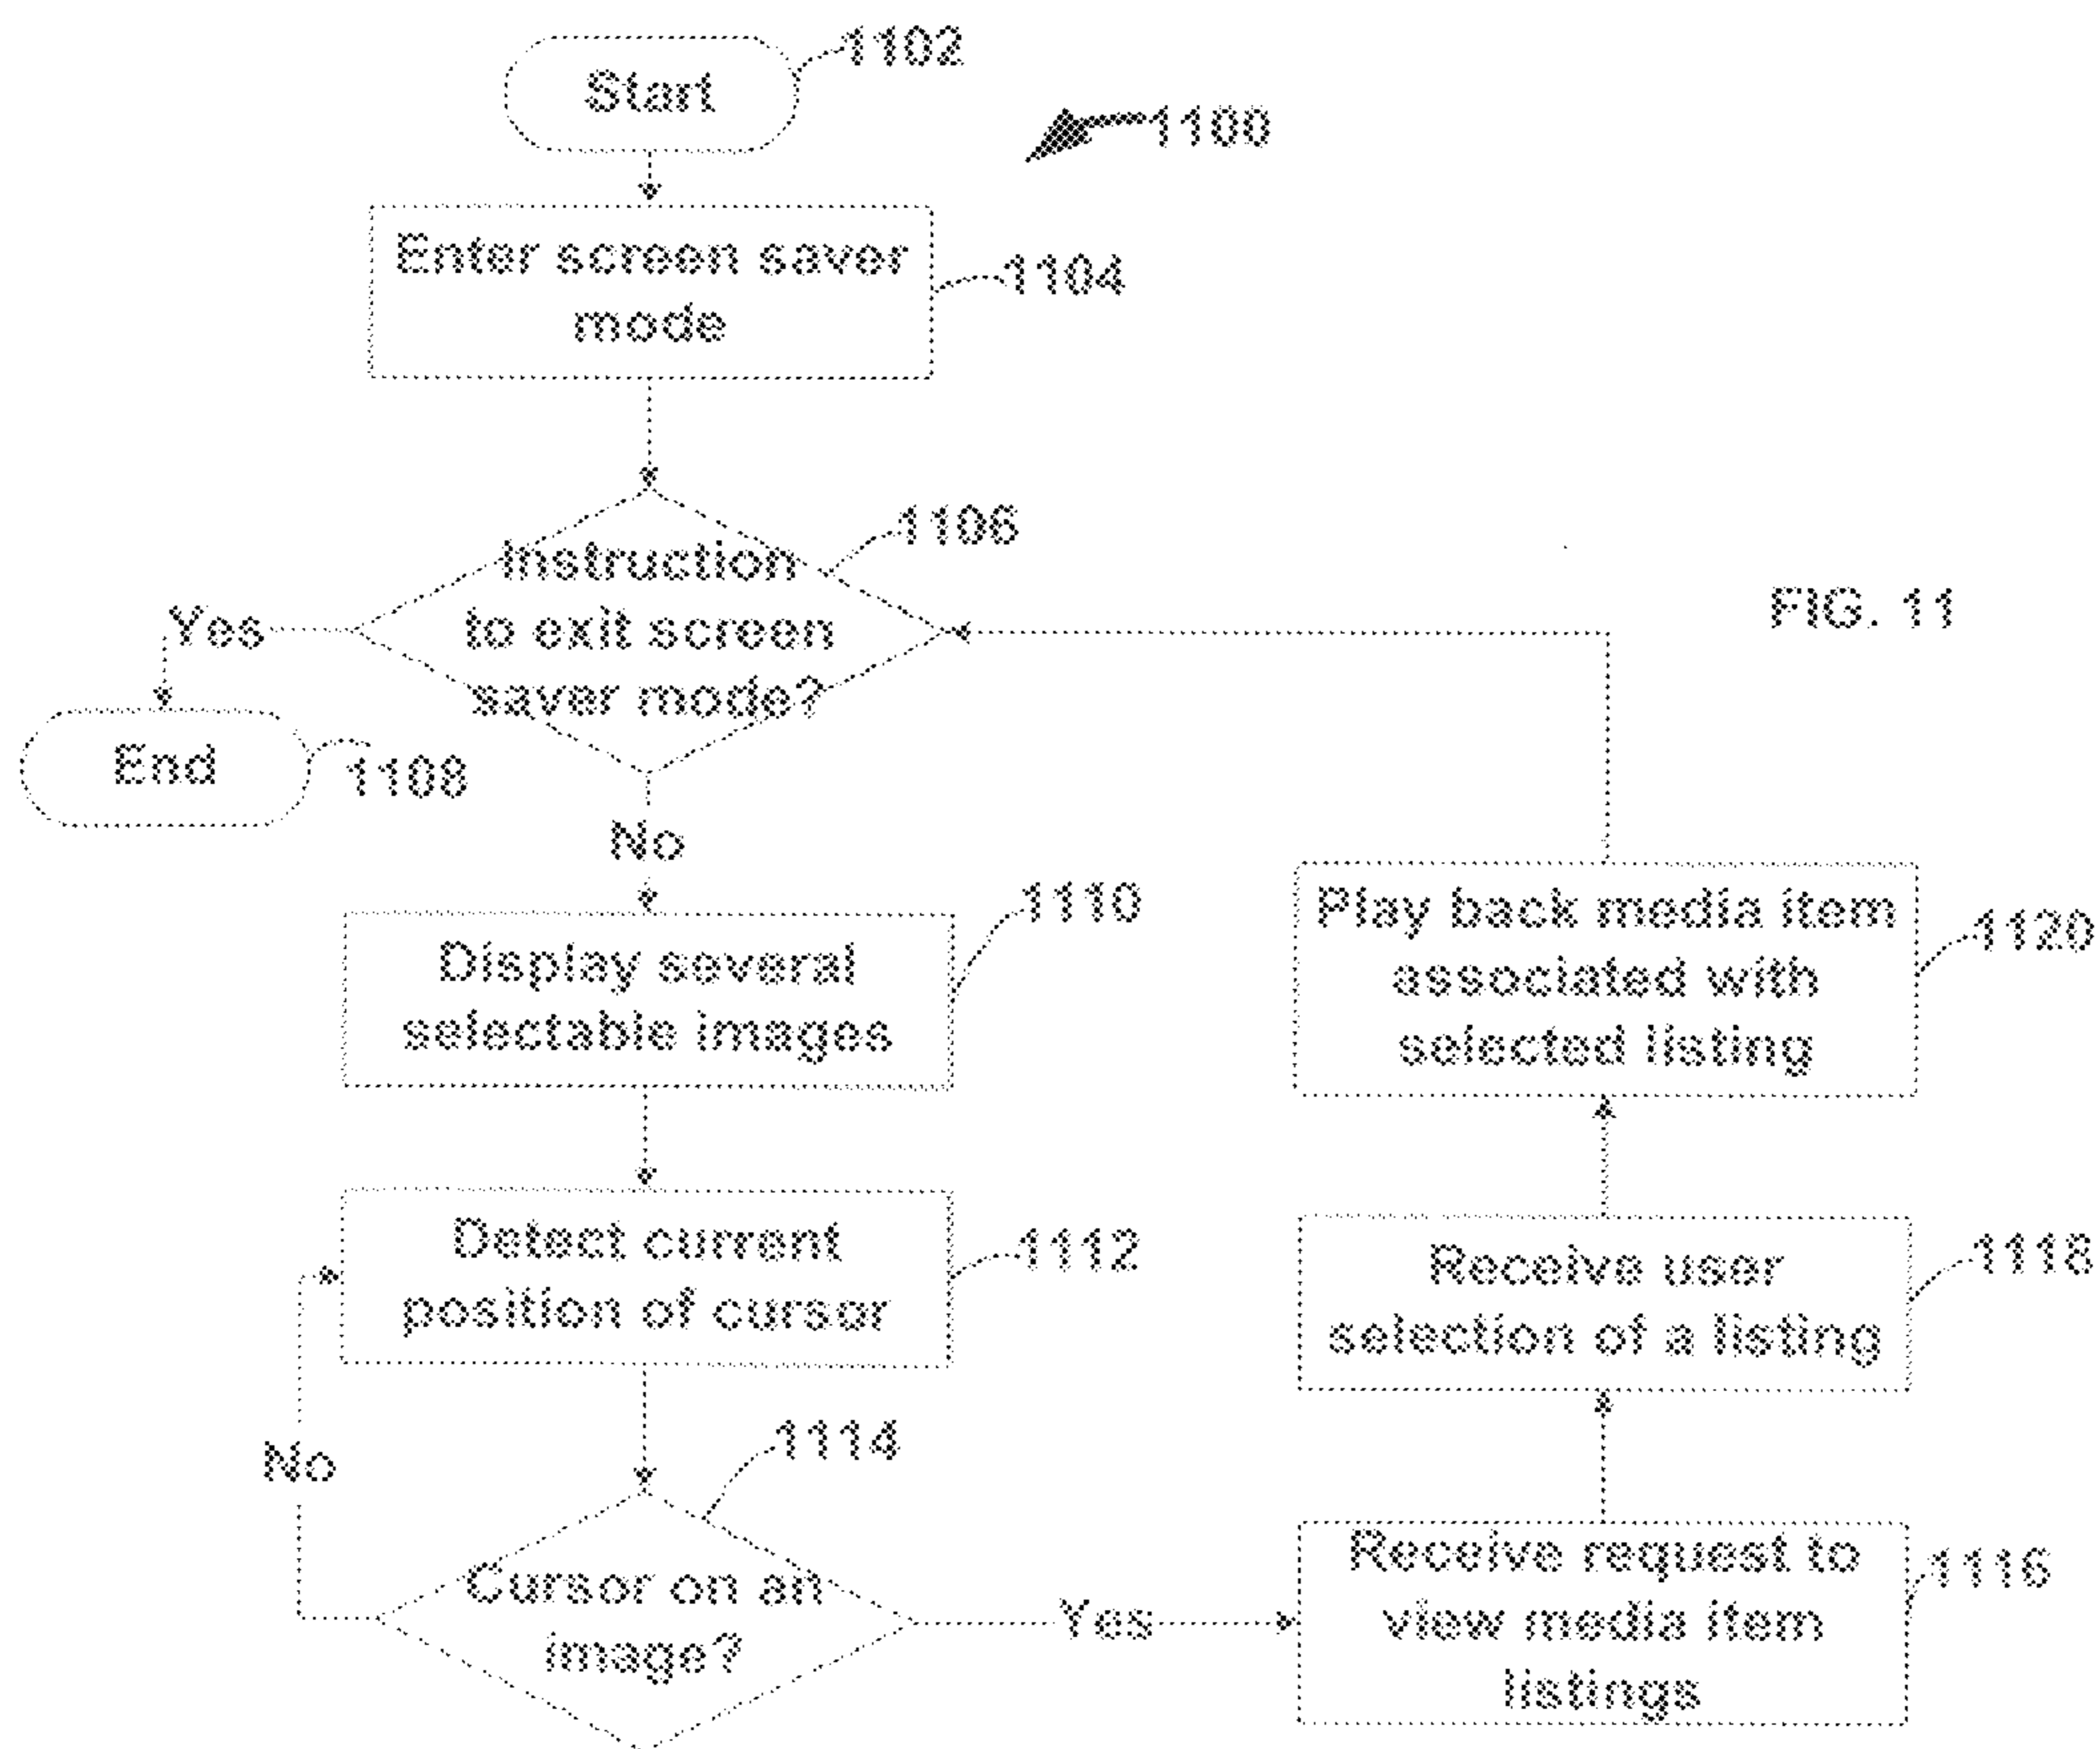 Start
1102
1100
Enter screen saver
mode
1104
Instruction
to exit screen
saver mode?
1106
Yes
FIG. 11
End
1108
No
Display several
selectable images
1110
Detect current
position of cursor
1112
No
Cursor on an
image?
1114
Yes
Receive request to
view media item
listings
1116
Receive user
selection of a listing
1118
Play back media item
associated with
selected listing
1120